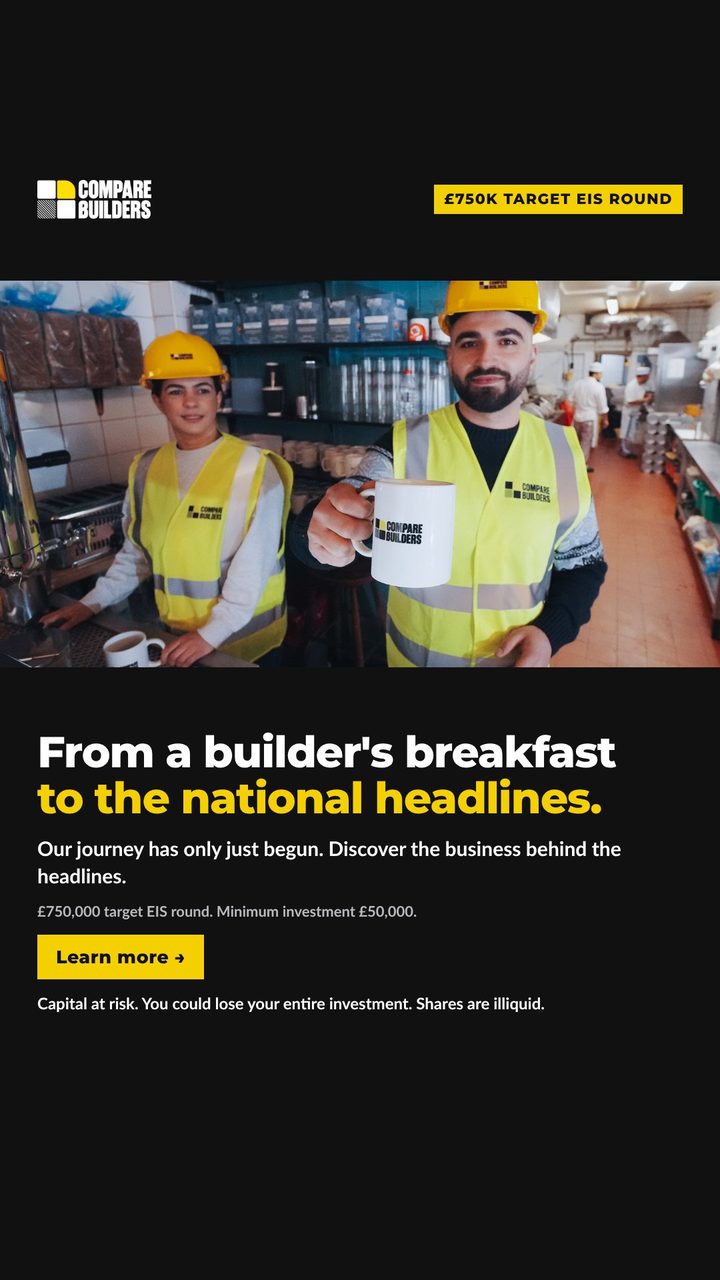 COMPARE
BUILDERS
£750K TARGET EIS ROUND
COMPARE
BUILDERS
COMPARE
BUILDERS
COMPARE
BUILDERS
From a builder's breakfast
to the national headlines.
Our journey has only just begun. Discover the business behind the
headlines.
£750,000 target EIS round. Minimum investment £50,000.
Learn more →
Capital at risk. You could lose your entire investment. Shares are illiquid.